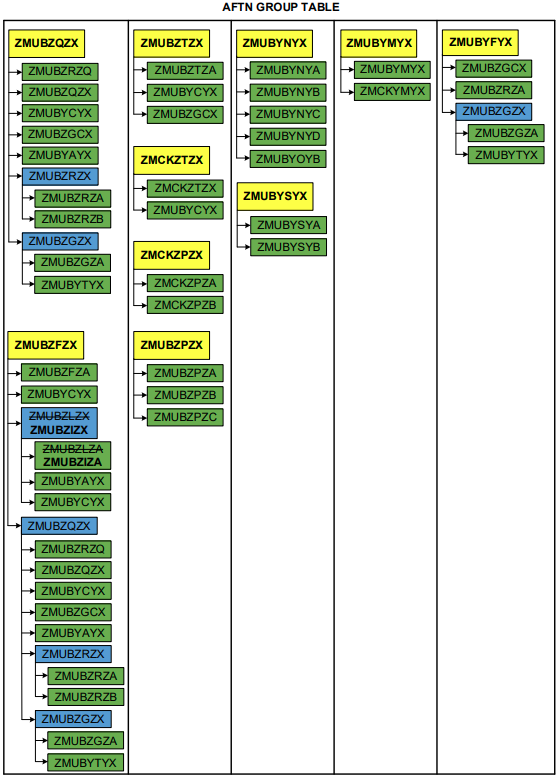 AFTN GROUP TABLE
ZMUBZQZX
ZMUBZRZQ
ZMUBZQZX
ZMUBYCYX
ZMUBZGCX
ZMUBYAYX
ZMUBZRZX
ZMUBZRZA
ZMUBZRZB
ZMUBZGZX
ZMUBZGZA
ZMUBYTYX
ZMUBZFZX
ZMUBZFZA
ZMUBYCYX
ZMUBZLZX
ZMUBZIZX
ZMUBZLZA
ZMUBZIZA
ZMUBYAYX
ZMUBYCYX
ZMUBZQZX
ZMUBZRZQ
ZMUBZQZX
ZMUBYCYX
ZMUBZGCX
ZMUBYAYX
ZMUBZRZX
ZMUBZRZA
ZMUBZRZB
ZMUBZGZX
ZMUBZGZA
ZMUBYTYX
ZMUBZTZX
ZMUBZTZA
ZMUBYCYX
ZMUBZGCX
ZMCKZTZX
ZMCKZTZX
ZMUBYCYX
ZMCKZPZX
ZMCKZPZA
ZMCKZPZB
ZMUBZPZX
ZMUBZPZA
ZMUBZPZB
ZMUBZPZC
ZMUBYNYX
ZMUBYNYA
ZMUBYNYB
ZMUBYNYC
ZMUBYNYD
ZMUBYOYB
ZMUBYSYX
ZMUBYSYA
ZMUBYSYB
ZMUBYMYX
ZMUBYMYX
ZMCKYMYX
ZMUBYFYX
ZMUBZGCX
ZMUBZRZA
ZMUBZGZX
ZMUBZGZA
ZMUBYTYX